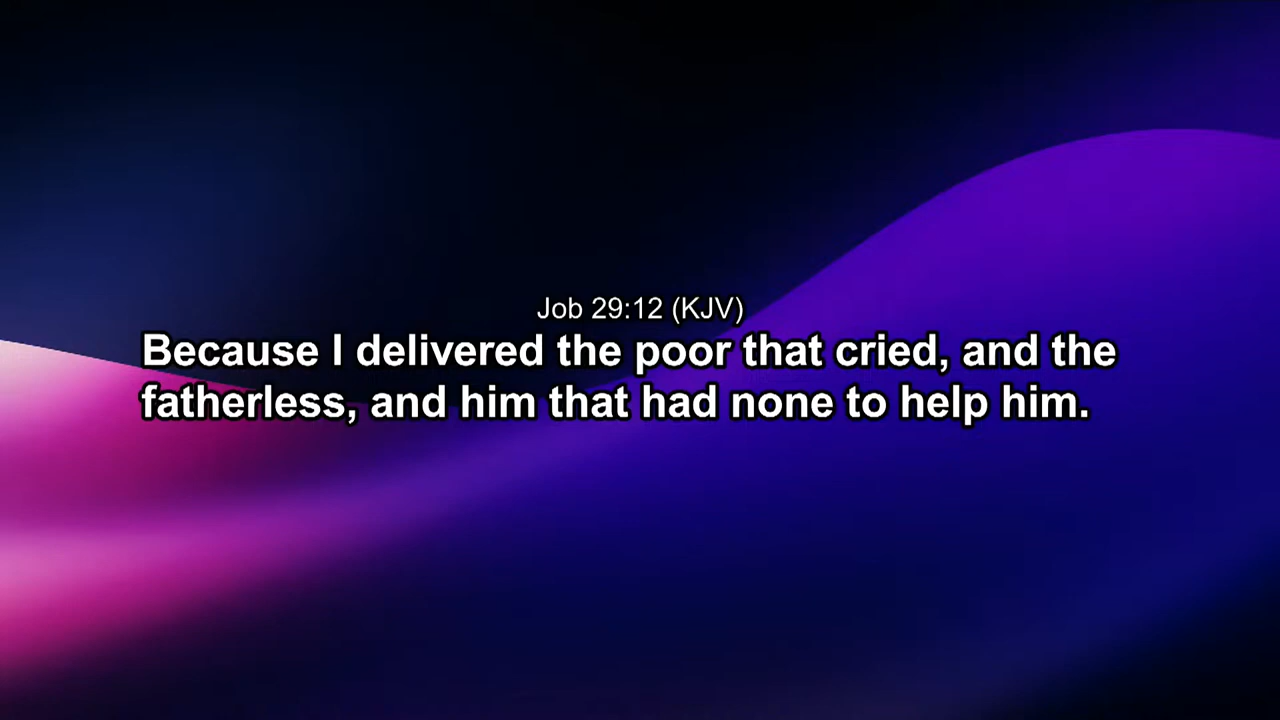 Job 29:12 (KJV)
Because I delivered the poor that cried, and the
fatherless, and him that had none to help him.